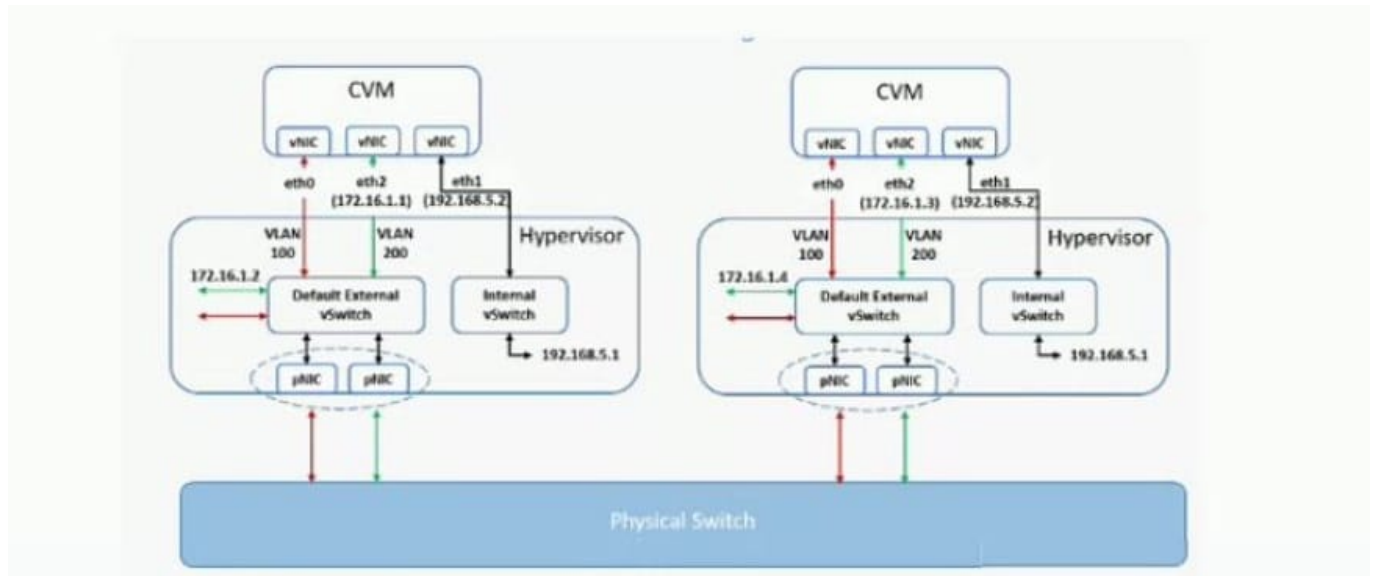 CVM
vNIC vNIC vNIC
eth0
eth2
(172.16.1.1)
eth1
(192.168.5.2)
VLAN
100
VLAN
200
Hypervisor
172.16.1.2
Default External
vSwitch
Internal
vSwitch
192.168.5.1
pNIC pNIC
CVM
vNIC vNIC vNIC
eth0
eth2
(172.16.1.3)
eth1
(192.168.5.2)
VLAN
100
VLAN
200
Hypervisor
172.16.1.4
Default External
vSwitch
Internal
vSwitch
192.168.5.1
pNIC pNIC
Physical Switch